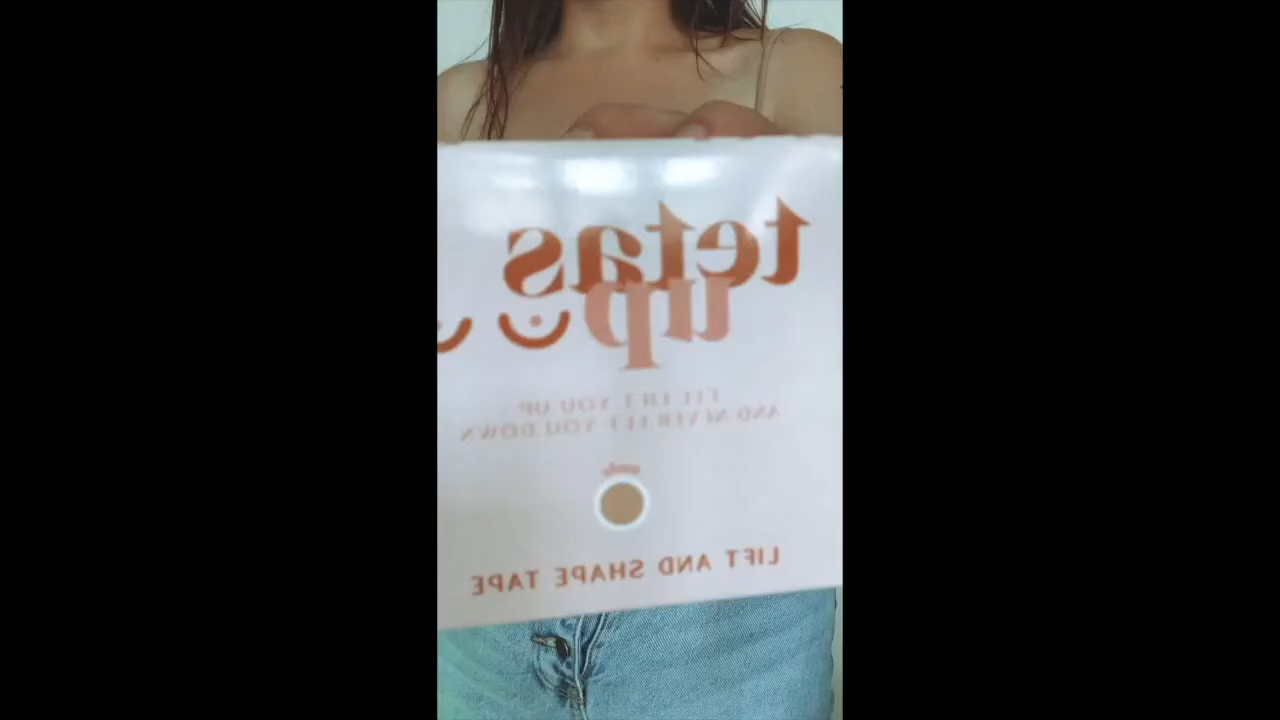 tetas
up
I'LL LIFT YOU UP
AND NEVER LET YOU DOWN
LIFT AND SHAPE TAPE